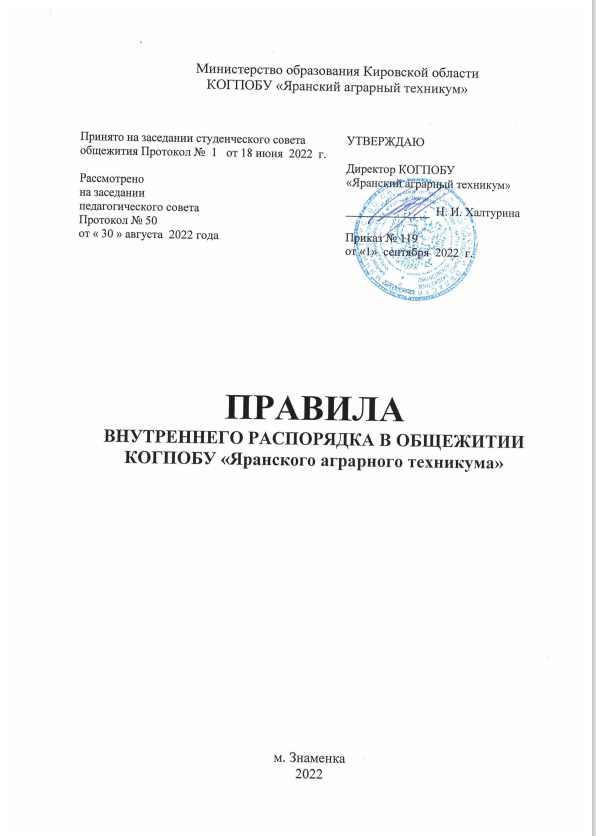 Министерство образования Кировской области
КОГПОБУ «Яранский аграрный техникум»
Принято на заседании студенческого совета
общежития Протокол № 1 от 18 июня 2022 г.
Рассмотрено
на заседании
педагогического совета
Протокол № 50
от « 30 » августа 2022 года
УТВЕРЖДАЮ
Директор КОГПОБУ
«Яранский аграрный техникум»
______________ Н. И. Халтурина
Приказ № 119
от «1» сентября 2022 г.
ПРАВИЛА
ВНУТРЕННЕГО РАСПОРЯДКА В ОБЩЕЖИТИИ
КОГПОБУ «Яранского аграрного техникума»
м. Знаменка
2022